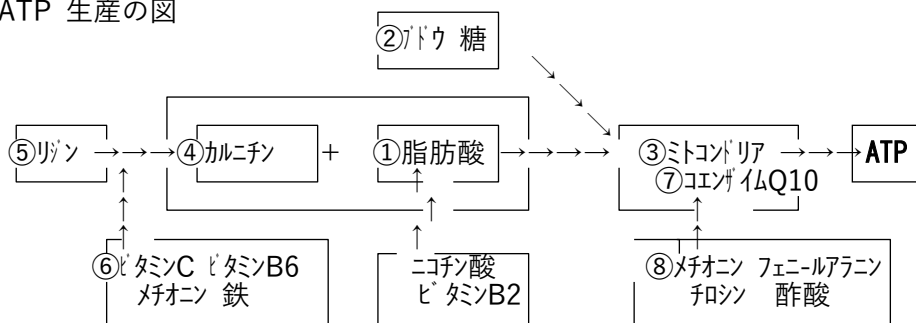 ATP 生産の図
②ブドウ 糖
⑤リジン →→→ ④カルニチン + ①脂肪酸 →→→→ ③ミトコンドリア →→→ ATP
⑦コエンザイムQ10
⑥ビタミンC ビタミンB6
メチオニン 鉄
ニコチン酸
ビタミンB2
⑧メチオニン フェニールアラニン
チロシン 酢酸